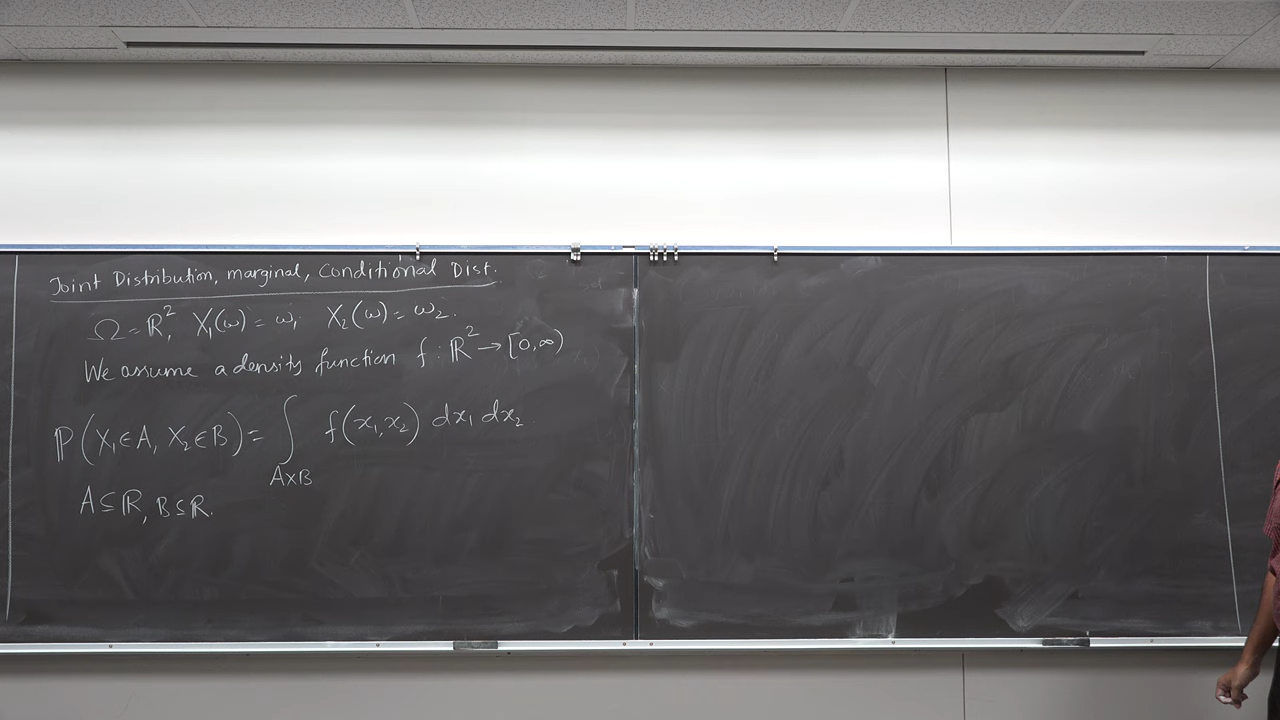 Joint Distribution, marginal, Conditional Dist.
Ω = ℝ², X₁(ω) = ω₁ X₂(ω) = ω₂.
We assume a density function f : ℝ² → [0,∞)
ℙ(X₁∈A, X₂∈B) = ∫_{A×B} f(x₁,x₂) dx₁ dx₂.
A⊆ℝ, B⊆ℝ.